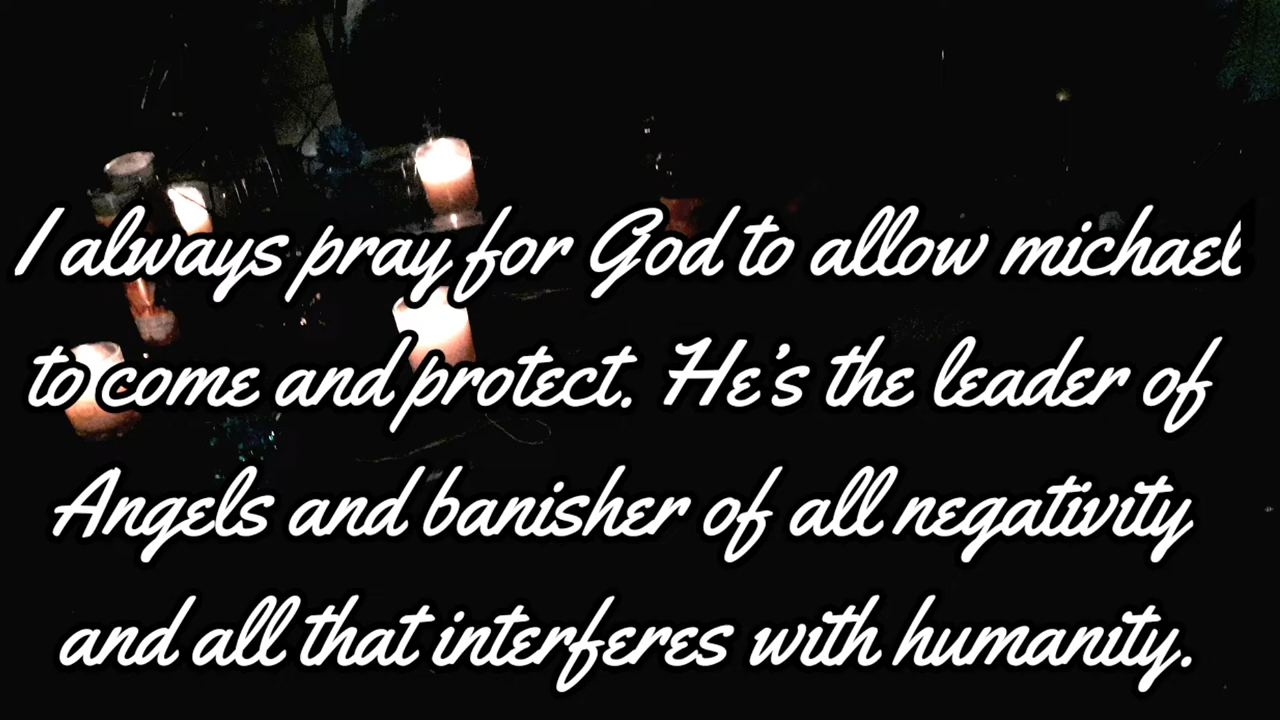 I always pray for God to allow michael
to come and protect. He's the leader of
Angels and banisher of all negativity
and all that interferes with humanity.